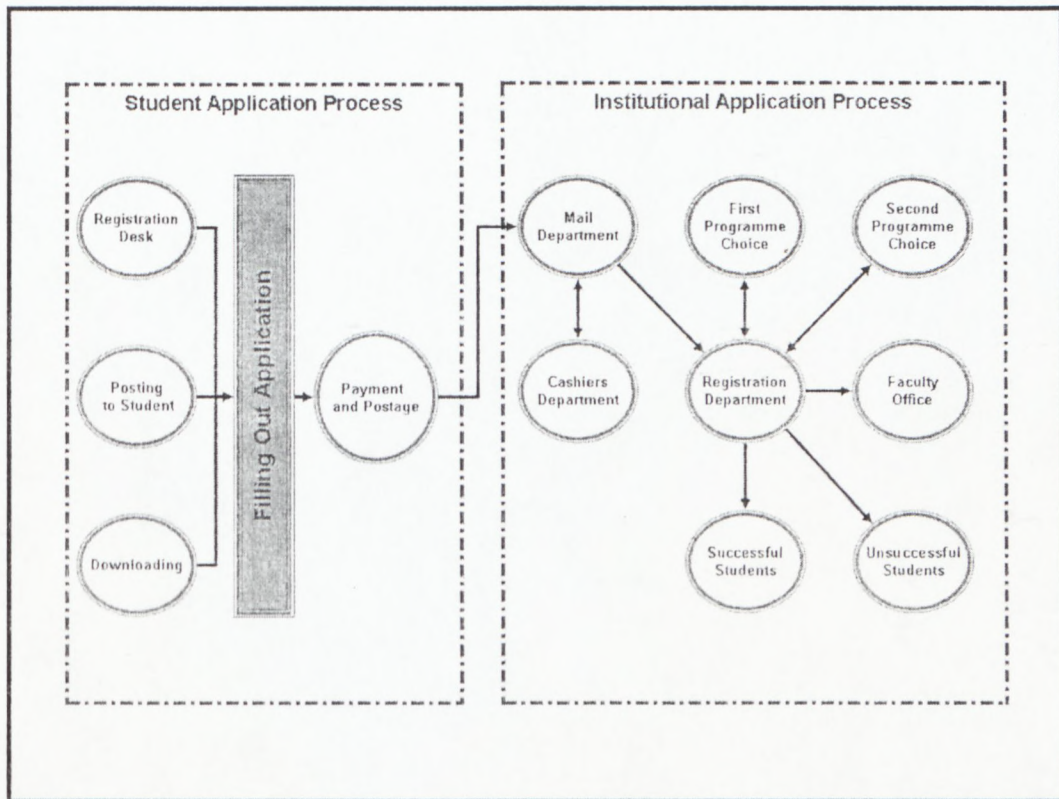 Student Application Process
Registration
Desk
Posting
to Student
Downloading
Filling Out Application
Payment
and Postage
Institutional Application Process
Mail
Department
First
Programme
Choice
Second
Programme
Choice
Cashiers
Department
Registration
Department
Faculty
Office
Successful
Students
Unsuccessful
Students